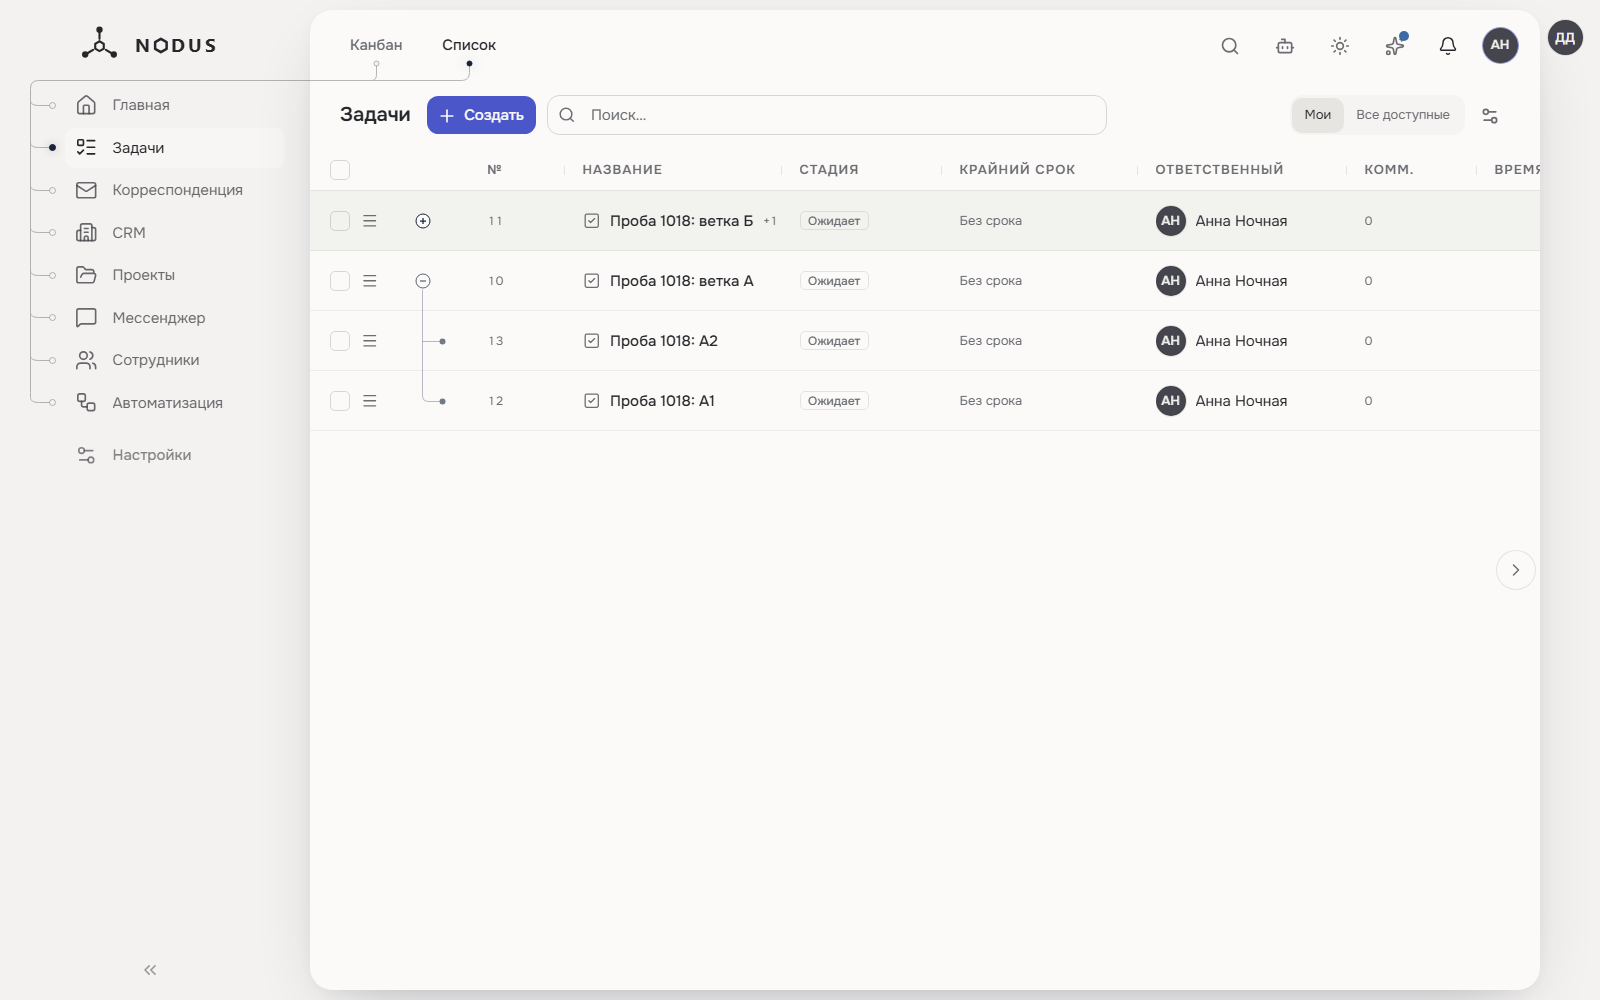 NODUS
Канбан
Список
АН
ДД
Главная
Задачи
Корреспонденция
CRM
Проекты
Мессенджер
Сотрудники
Автоматизация
Настройки
Задачи
Создать
Поиск...
Мои
Все доступные
№ НАЗВАНИЕ СТАДИЯ КРАЙНИЙ СРОК ОТВЕТСТВЕННЫЙ КОММ. ВРЕМЯ
11 Проба 1018: ветка Б +1 Ожидает Без срока АН Анна Ночная 0
10 Проба 1018: ветка А Ожидает Без срока АН Анна Ночная 0
13 Проба 1018: А2 Ожидает Без срока АН Анна Ночная 0
12 Проба 1018: А1 Ожидает Без срока АН Анна Ночная 0